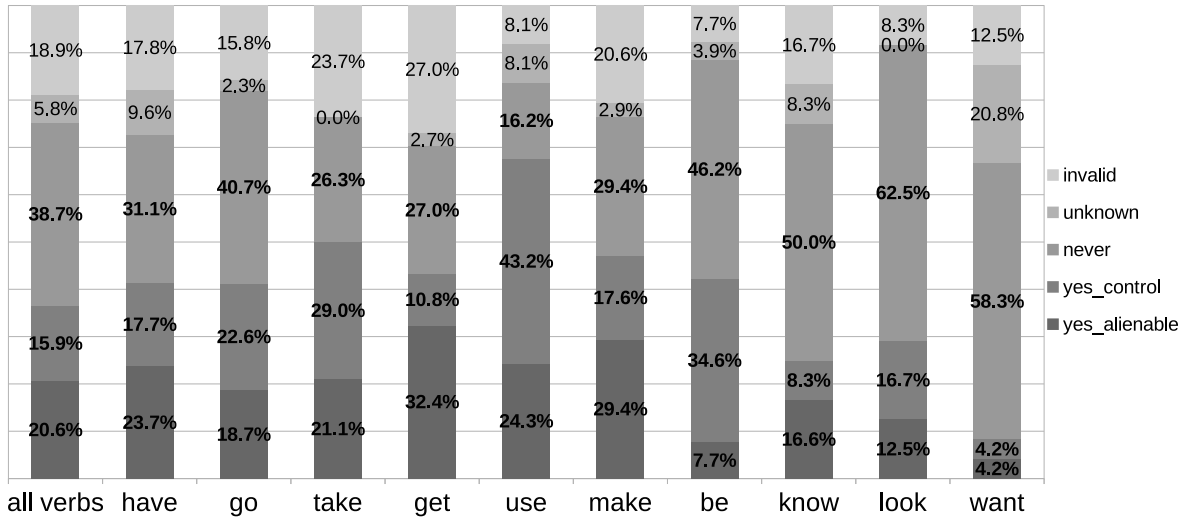 18.9% 17.8% 15.8% 23.7% 27.0% 8.1% 20.6% 7.7% 16.7% 8.3% 12.5%
5.8% 9.6% 2.3% 0.0% 2.7% 8.1% 2.9% 3.9% 8.3% 0.0% 20.8%
38.7% 31.1% 40.7% 26.3% 27.0% 16.2% 29.4% 46.2% 50.0% 62.5% 58.3%
15.9% 17.7% 22.6% 29.0% 10.8% 43.2% 17.6% 34.6% 8.3% 16.7% 4.2%
20.6% 23.7% 18.7% 21.1% 32.4% 24.3% 29.4% 7.7% 16.6% 12.5% 4.2%
all verbs have go take get use make be know look want
invalid
unknown
never
yes_control
yes_alienable